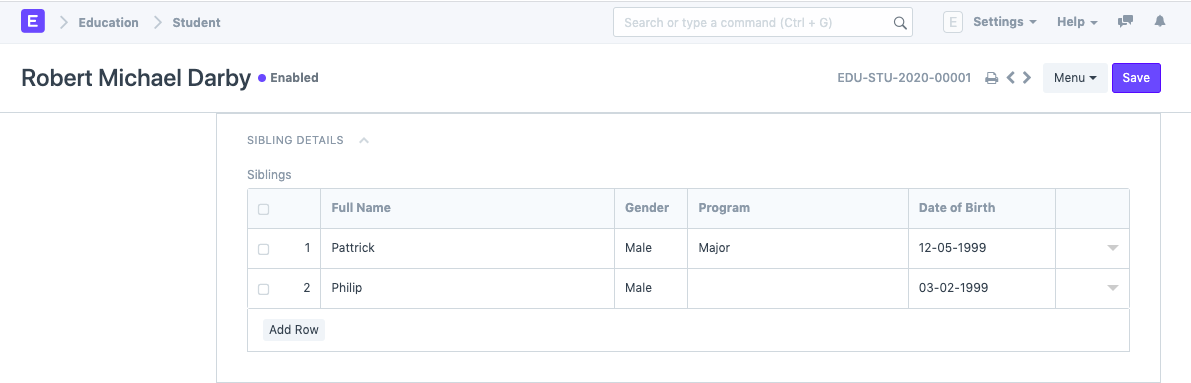 E Education Student Search or type a command (Ctrl + G) E Settings Help
Robert Michael Darby Enabled EDU-STU-2020-00001 Menu Save
SIBLING DETAILS
Siblings
Full Name Gender Program Date of Birth
1 Pattrick Male Major 12-05-1999
2 Philip Male 03-02-1999
Add Row